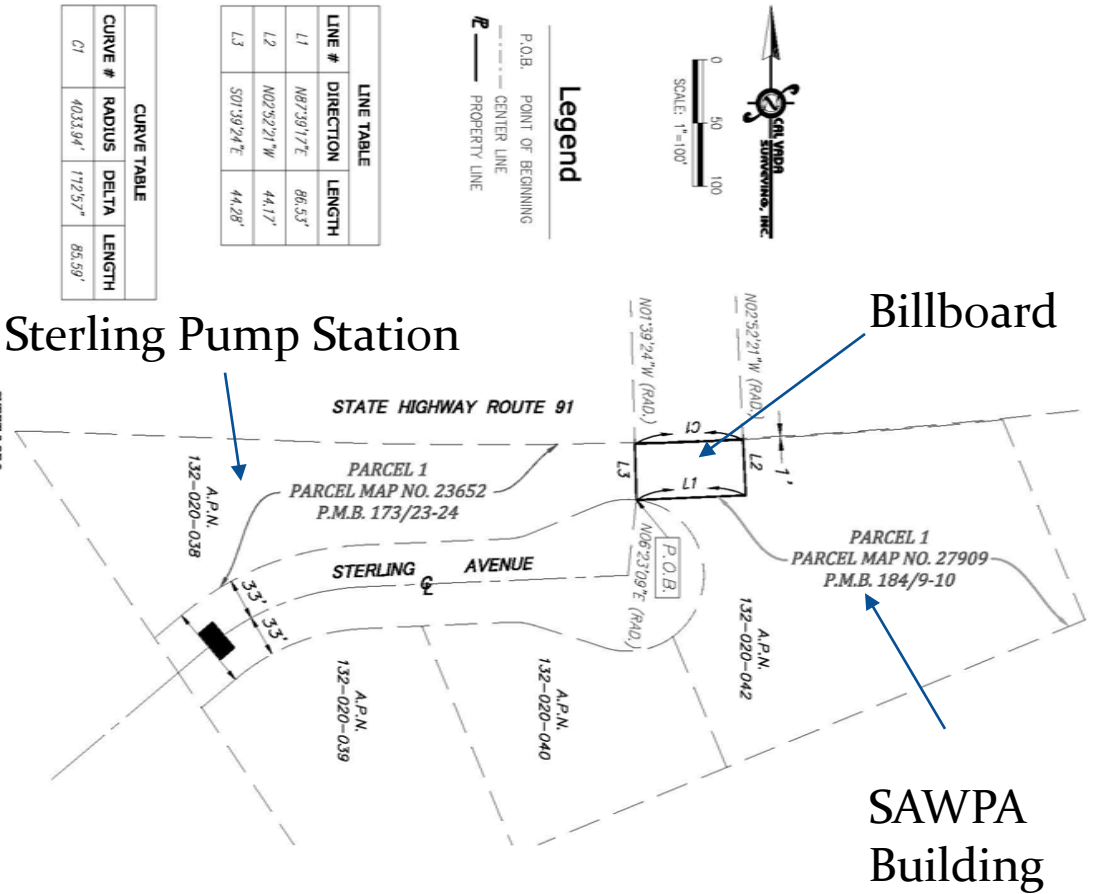 CAL VADA
SURVEYING, INC.
0 50 100
SCALE: 1"=100'
Legend
P.O.B. POINT OF BEGINNING
CENTER LINE
PL PROPERTY LINE
LINE TABLE
LINE # DIRECTION LENGTH
L1 N87°39'17"E 86.53'
L2 N02°52'21"W 44.17'
L3 S01°39'24"E 44.28'
CURVE TABLE
CURVE # RADIUS DELTA LENGTH
C1 4033.94' 1°12'57" 85.59'
Sterling Pump Station
Billboard
N01°39'24"W (RAD.)
N02°52'21"W (RAD.)
STATE HIGHWAY ROUTE 91
C1
L3
L2
L1
1'
A.P.N.
132-020-038
PARCEL 1
PARCEL MAP NO. 23652
P.M.B. 173/23-24
STERLING CL AVENUE
P.O.B.
N06°23'09"E (RAD.)
PARCEL 1
PARCEL MAP NO. 27909
P.M.B. 184/9-10
33'
33'
A.P.N.
132-020-039
A.P.N.
132-020-040
A.P.N.
132-020-042
SAWPA
Building